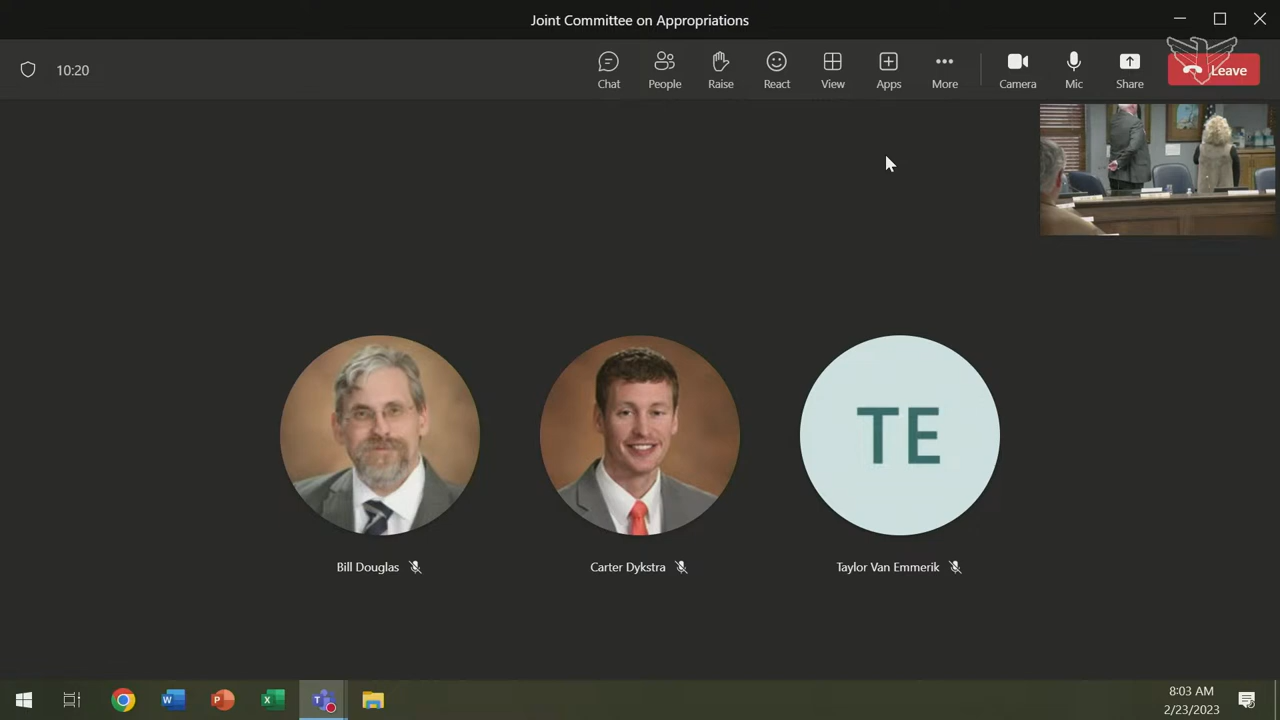 Joint Committee on Appropriations
10:20
Chat
People
Raise
React
View
Apps
More
Camera
Mic
Share
Leave
TE
Bill Douglas
Carter Dykstra
Taylor Van Emmerik
W
P
X
T
8:03 AM
2/23/2023